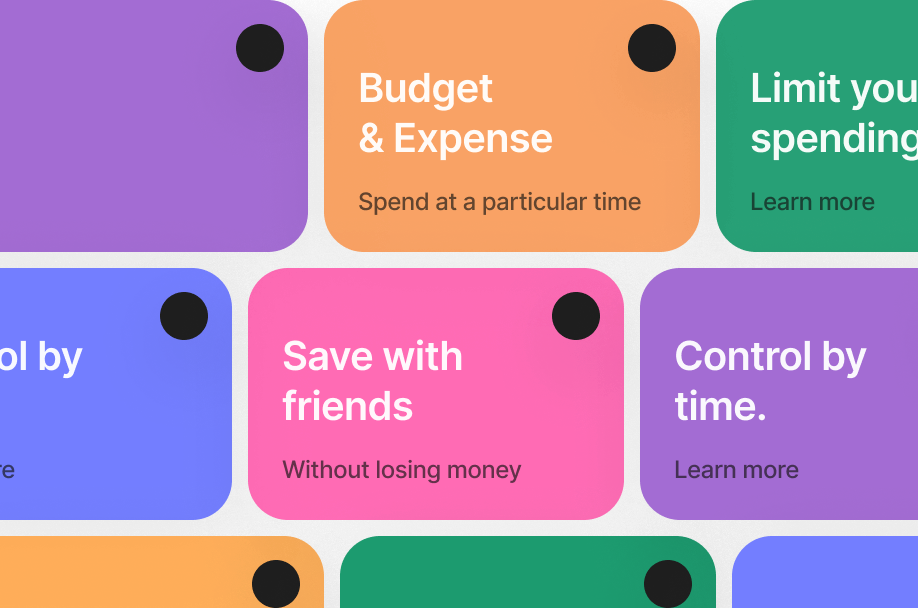 Budget
& Expense
Spend at a particular time
Limit you
spending
Learn more
ol by
re
Save with
friends
Without losing money
Control by
time.
Learn more